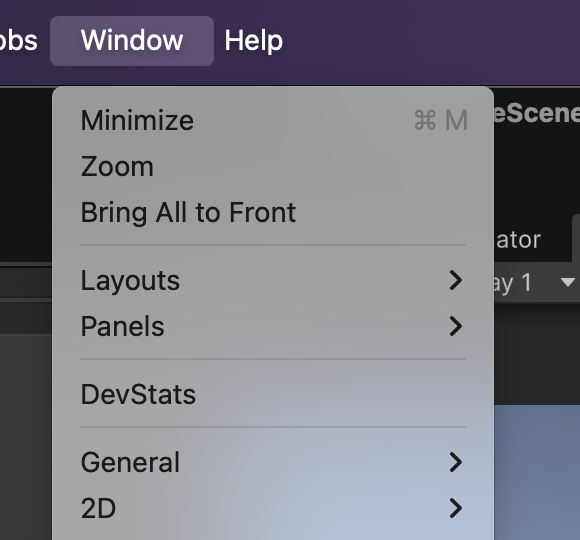 obs Window Help
Minimize ⌘ M
eScene
Zoom
Bring All to Front
ator
Layouts
ay 1
Panels
DevStats
General
2D